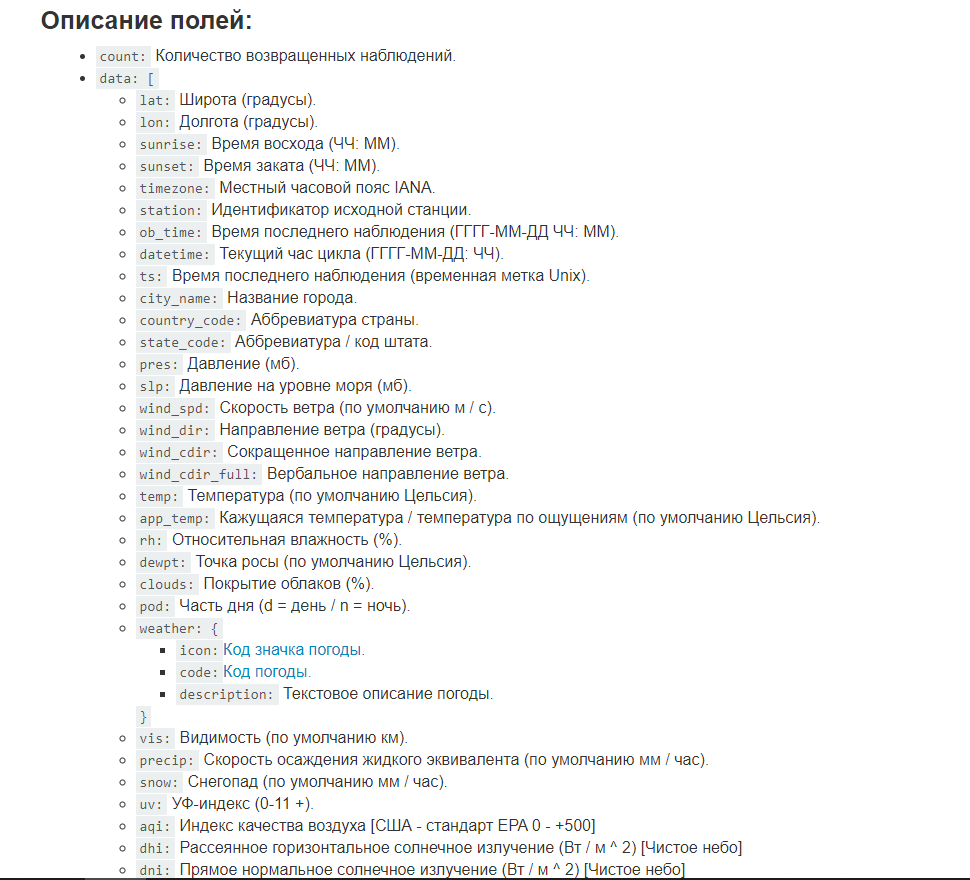 Описание полей:
count: Количество возвращенных наблюдений.
data: [
lat: Широта (градусы).
lon: Долгота (градусы).
sunrise: Время восхода (ЧЧ: ММ).
sunset: Время заката (ЧЧ: ММ).
timezone: Местный часовой пояс IANA.
station: Идентификатор исходной станции.
ob_time: Время последнего наблюдения (ГГГГ-ММ-ДД ЧЧ: ММ).
datetime: Текущий час цикла (ГГГГ-ММ-ДД: ЧЧ).
ts: Время последнего наблюдения (временная метка Unix).
city_name: Название города.
country_code: Аббревиатура страны.
state_code: Аббревиатура / код штата.
pres: Давление (мб).
slp: Давление на уровне моря (мб).
wind_spd: Скорость ветра (по умолчанию м / с).
wind_dir: Направление ветра (градусы).
wind_cdir: Сокращенное направление ветра.
wind_cdir_full: Вербальное направление ветра.
temp: Температура (по умолчанию Цельсия).
app_temp: Кажущаяся температура / температура по ощущениям (по умолчанию Цельсия).
rh: Относительная влажность (%).
dewpt: Точка росы (по умолчанию Цельсия).
clouds: Покрытие облаков (%).
pod: Часть дня (d = день / n = ночь).
weather: {
icon: Код значка погоды.
code: Код погоды.
description: Текстовое описание погоды.
}
vis: Видимость (по умолчанию км).
precip: Скорость осаждения жидкого эквивалента (по умолчанию мм / час).
snow: Снегопад (по умолчанию мм / час).
uv: УФ-индекс (0-11 +).
aqi: Индекс качества воздуха [США - стандарт EPA 0 - +500]
dhi: Рассеянное горизонтальное солнечное излучение (Вт / м ^ 2) [Чистое небо]
dni: Прямое нормальное солнечное излучение (Вт / м ^ 2) [Чистое небо]